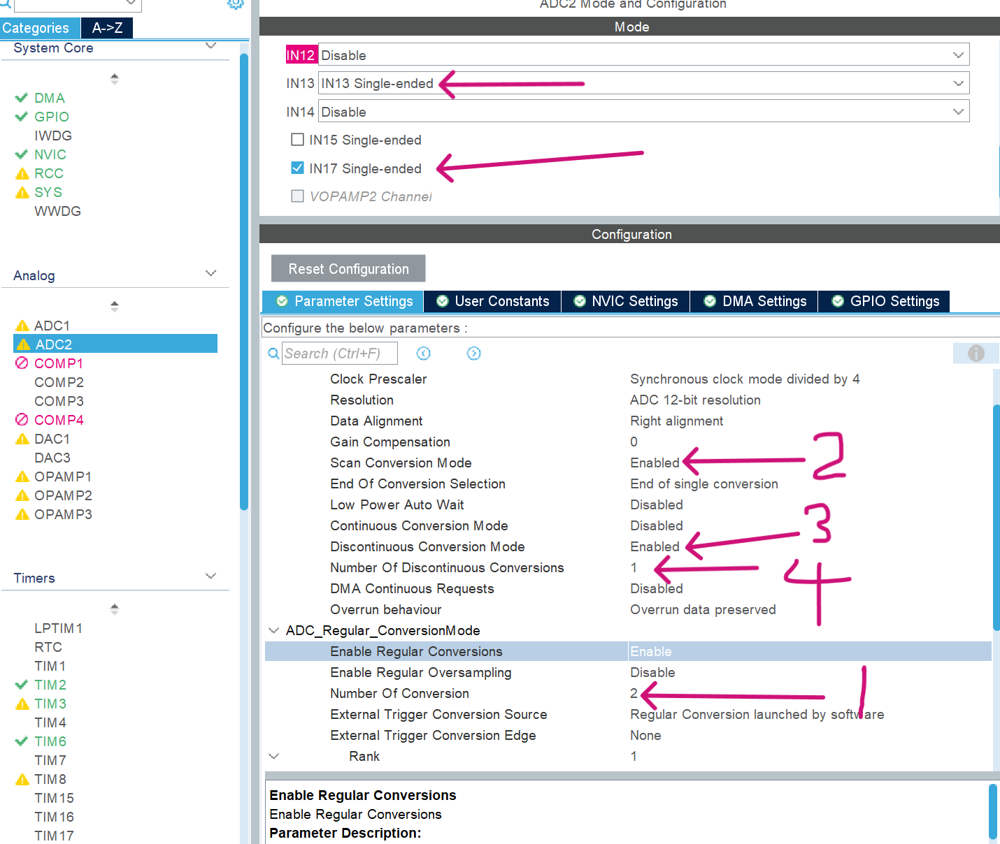 ADC2 Mode and Configuration
Categories
A->Z
System Core
DMA
GPIO
IWDG
NVIC
RCC
SYS
WWDG
Analog
ADC1
ADC2
COMP1
COMP2
COMP3
COMP4
DAC1
DAC3
OPAMP1
OPAMP2
OPAMP3
Timers
LPTIM1
RTC
TIM1
TIM2
TIM3
TIM4
TIM6
TIM7
TIM8
TIM15
TIM16
TIM17
Mode
IN12 Disable
IN13 IN13 Single-ended
IN14 Disable
IN15 Single-ended
IN17 Single-ended
VOPAMP2 Channel
Configuration
Reset Configuration
Parameter Settings
User Constants
NVIC Settings
DMA Settings
GPIO Settings
Configure the below parameters :
Search (Ctrl+F)
Clock Prescaler Synchronous clock mode divided by 4
Resolution ADC 12-bit resolution
Data Alignment Right alignment
Gain Compensation 0
Scan Conversion Mode Enabled 2
End Of Conversion Selection End of single conversion
Low Power Auto Wait Disabled
Continuous Conversion Mode Disabled 3
Discontinuous Conversion Mode Enabled
Number Of Discontinuous Conversions 1 4
DMA Continuous Requests Disabled
Overrun behaviour Overrun data preserved
ADC_Regular_ConversionMode
Enable Regular Conversions Enable
Enable Regular Oversampling Disable
Number Of Conversion 2 1
External Trigger Conversion Source Regular Conversion launched by software
External Trigger Conversion Edge None
Rank 1
Enable Regular Conversions
Enable Regular Conversions
Parameter Description: